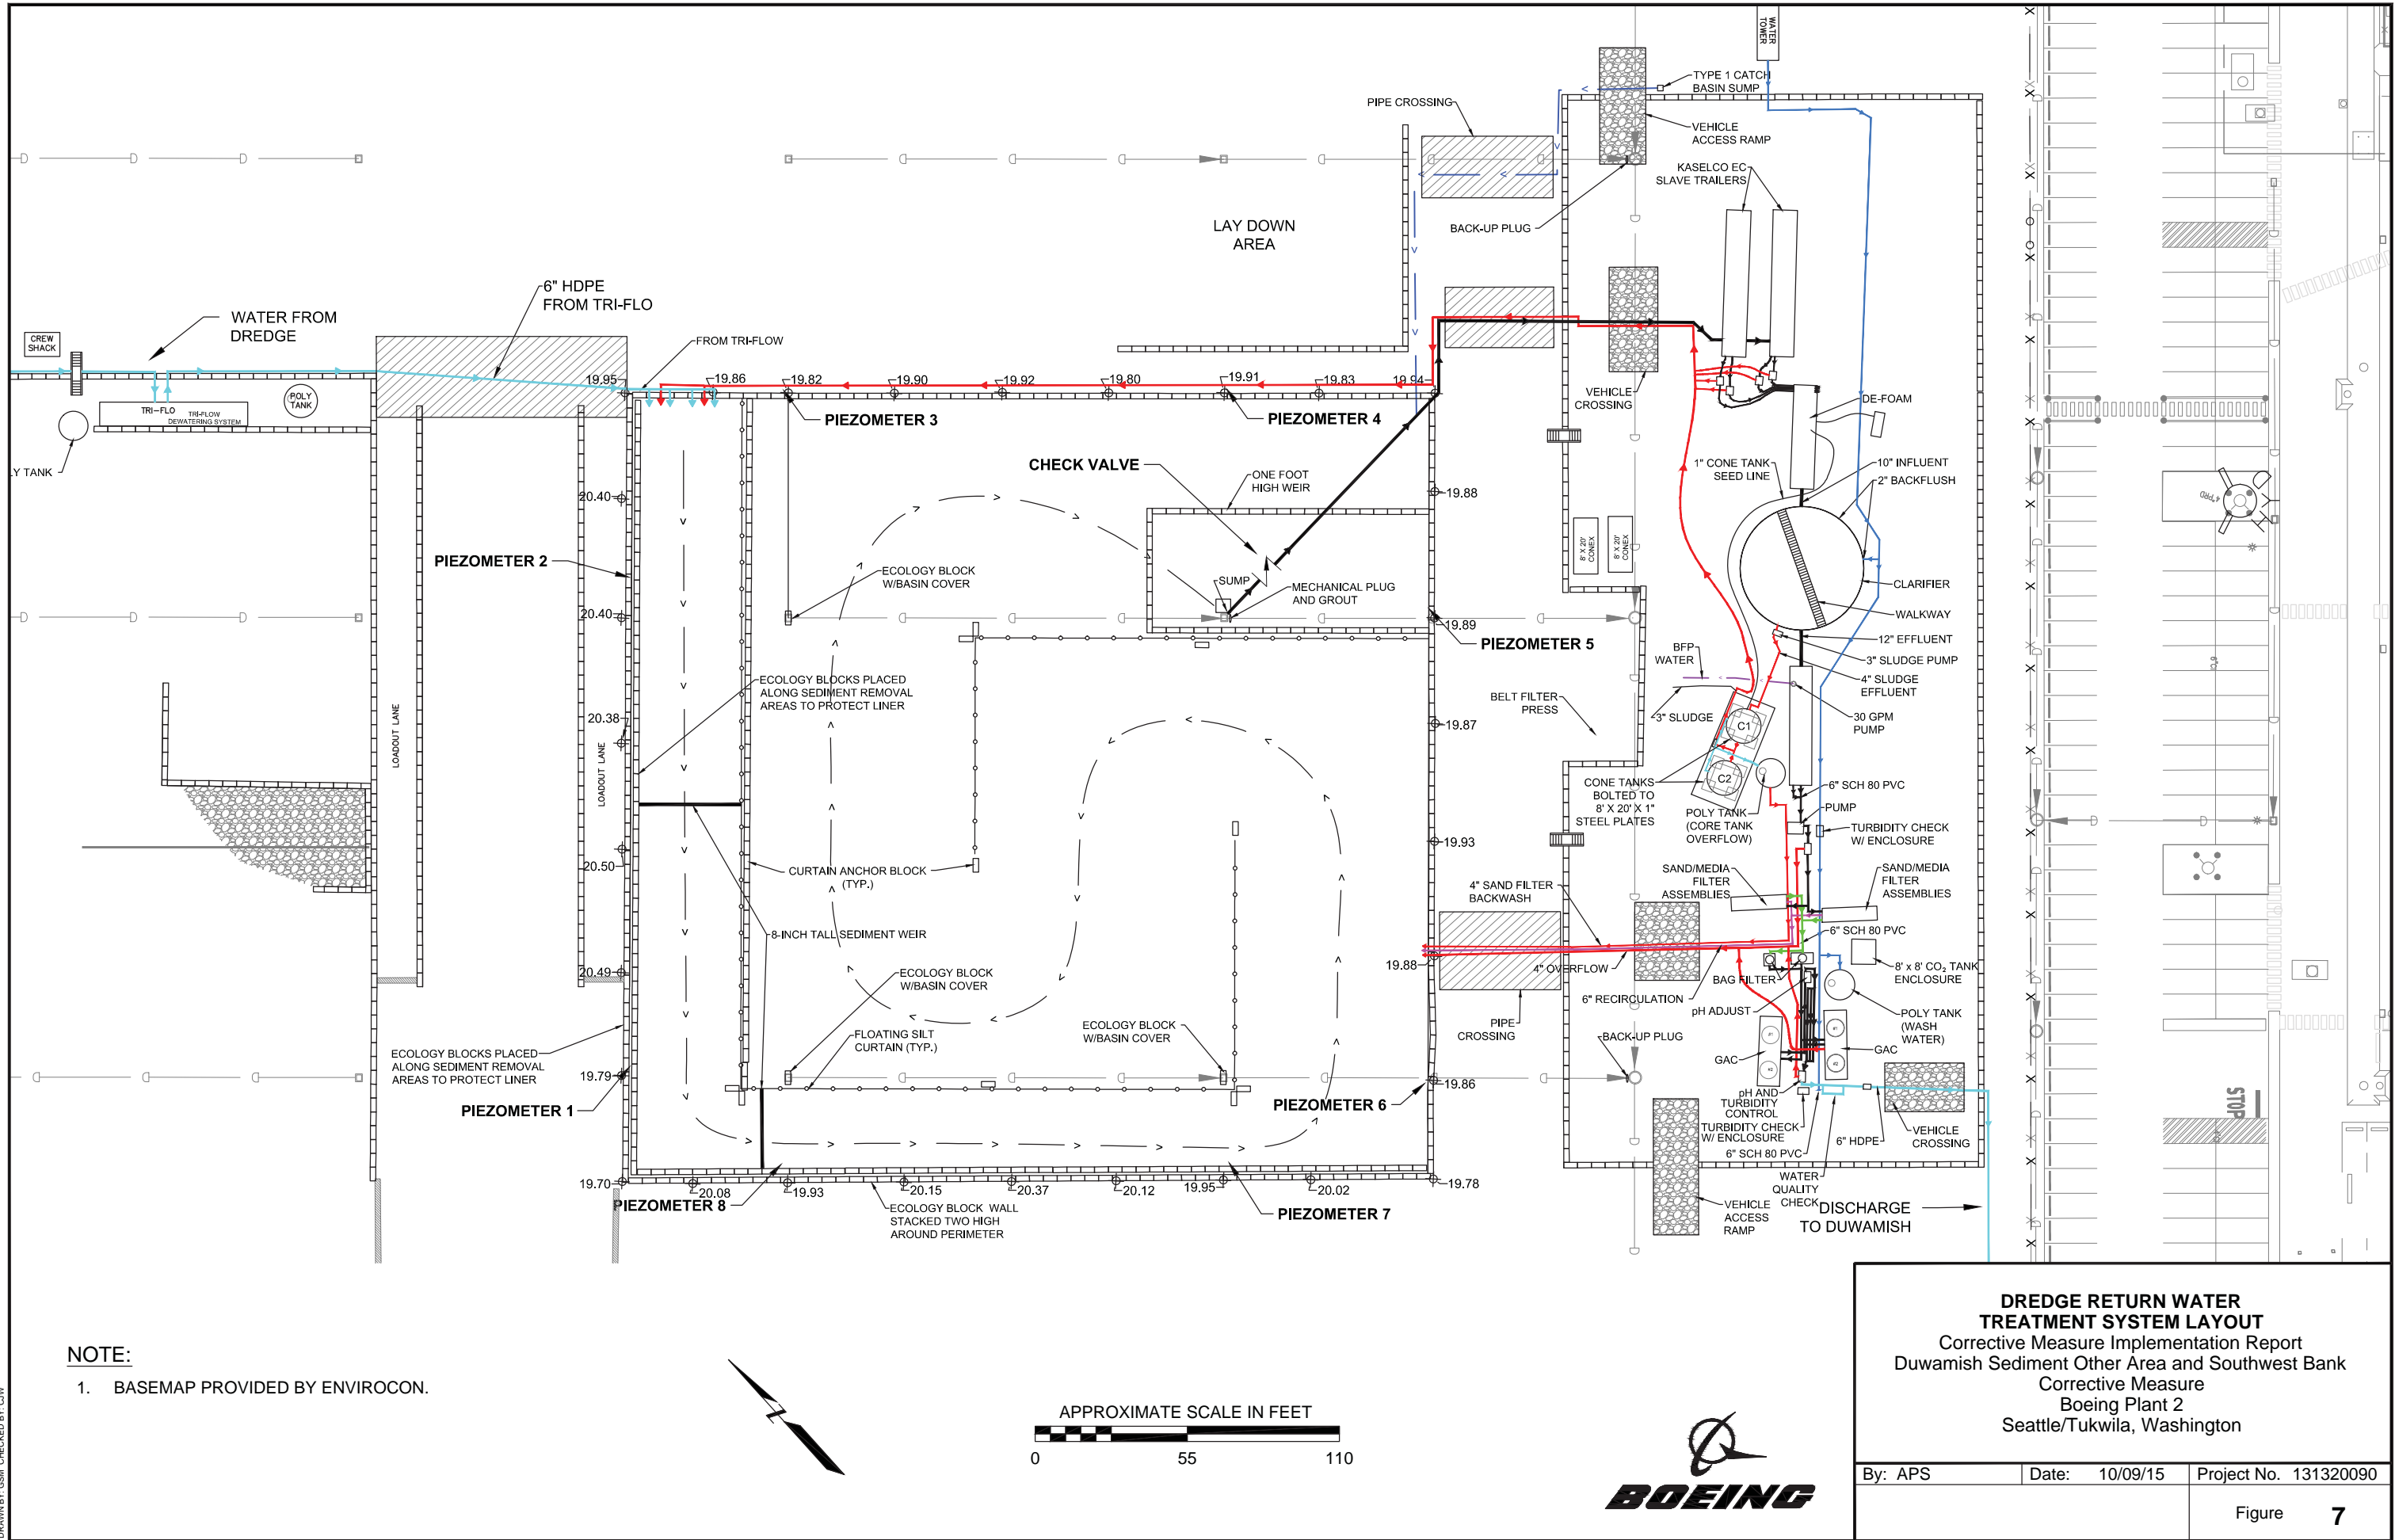 WATER
TOWER
TYPE 1 CATCH
BASIN SUMP
PIPE CROSSING
VEHICLE
ACCESS RAMP
KASELCO EC
SLAVE TRAILERS
BACK-UP PLUG
LAY DOWN
AREA
6" HDPE
FROM TRI-FLO
WATER FROM
DREDGE
CREW
SHACK
FROM TRI-FLOW
POLY
TANK
TRI-FLO
TRI-FLOW
DEWATERING SYSTEM
Y TANK
19.95
19.86
19.82
19.90
19.92
19.80
19.91
19.83
19.94
PIEZOMETER 3
PIEZOMETER 4
VEHICLE
CROSSING
DE-FOAM
CHECK VALVE
ONE FOOT
HIGH WEIR
1" CONE TANK
SEED LINE
10" INFLUENT
2" BACKFLUSH
20.40
19.88
8' X 20'
CONEX
8' X 20'
CONEX
PIEZOMETER 2
ECOLOGY BLOCK
W/BASIN COVER
SUMP
MECHANICAL PLUG
AND GROUT
CLARIFIER
WALKWAY
20.40
19.89
PIEZOMETER 5
12" EFFLUENT
3" SLUDGE PUMP
4" SLUDGE
EFFLUENT
BFP
WATER
ECOLOGY BLOCKS PLACED
ALONG SEDIMENT REMOVAL
AREAS TO PROTECT LINER
BELT FILTER
PRESS
3" SLUDGE
30 GPM
PUMP
20.38
19.87
C1
C2
LOADOUT LANE
LOADOUT LANE
CONE TANKS
BOLTED TO
8' X 20' X 1"
STEEL PLATES
POLY TANK
(CORE TANK
OVERFLOW)
6" SCH 80 PVC
PUMP
TURBIDITY CHECK
W/ ENCLOSURE
19.93
20.50
CURTAIN ANCHOR BLOCK
(TYP.)
SAND/MEDIA
FILTER
ASSEMBLIES
SAND/MEDIA
FILTER
ASSEMBLIES
4" SAND FILTER
BACKWASH
8-INCH TALL SEDIMENT WEIR
6" SCH 80 PVC
20.49
ECOLOGY BLOCK
W/BASIN COVER
19.88
4" OVERFLOW
BAG FILTER
8' x 8' CO₂ TANK
ENCLOSURE
6" RECIRCULATION
pH ADJUST
PIPE
CROSSING
FLOATING SILT
CURTAIN (TYP.)
ECOLOGY BLOCK
W/BASIN COVER
BACK-UP PLUG
POLY TANK
(WASH
WATER)
GAC
GAC
ECOLOGY BLOCKS PLACED
ALONG SEDIMENT REMOVAL
AREAS TO PROTECT LINER
19.79
19.86
PIEZOMETER 1
PIEZOMETER 6
pH AND
TURBIDITY
CONTROL
TURBIDITY CHECK
W/ ENCLOSURE
6" SCH 80 PVC
6" HDPE
VEHICLE
CROSSING
STOP
19.70
20.08
19.93
20.15
20.37
20.12
19.95
20.02
19.78
PIEZOMETER 8
PIEZOMETER 7
ECOLOGY BLOCK WALL
STACKED TWO HIGH
AROUND PERIMETER
WATER
QUALITY
CHECK
VEHICLE
ACCESS
RAMP
DISCHARGE
TO DUWAMISH
NOTE:
1. BASEMAP PROVIDED BY ENVIROCON.
APPROXIMATE SCALE IN FEET
0 55 110
BOEING
DREDGE RETURN WATER
TREATMENT SYSTEM LAYOUT
Corrective Measure Implementation Report
Duwamish Sediment Other Area and Southwest Bank
Corrective Measure
Boeing Plant 2
Seattle/Tukwila, Washington
By: APS Date: 10/09/15 Project No. 131320090
Figure 7